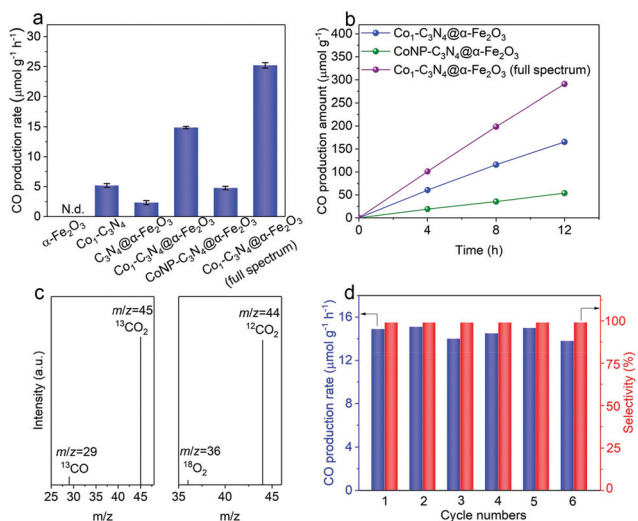 a
CO production rate (μmol g⁻¹ h⁻¹)
30
25
20
15
10
5
0
N.d.
α-Fe₂O₃
Co₁-C₃N₄
C₃N₄@α-Fe₂O₃
Co₁-C₃N₄@α-Fe₂O₃
CoNP-C₃N₄@α-Fe₂O₃
Co₁-C₃N₄@α-Fe₂O₃
(full spectrum)
b
CO production amount (μmol g⁻¹)
400
350
300
250
200
150
100
50
0
Co₁-C₃N₄@α-Fe₂O₃
CoNP-C₃N₄@α-Fe₂O₃
Co₁-C₃N₄@α-Fe₂O₃ (full spectrum)
0 4 8 12
Time (h)
c
Intensity (a.u.)
m/z=45
¹³CO₂
m/z=29
¹³CO
25 30 35 40 45
m/z
m/z=44
¹²CO₂
m/z=36
¹⁸O₂
35 40 45
m/z
d
CO production rate (μmol g⁻¹ h⁻¹)
18
15
12
9
6
3
0
100
75
50
25
0
Selectivity (%)
1 2 3 4 5 6
Cycle numbers